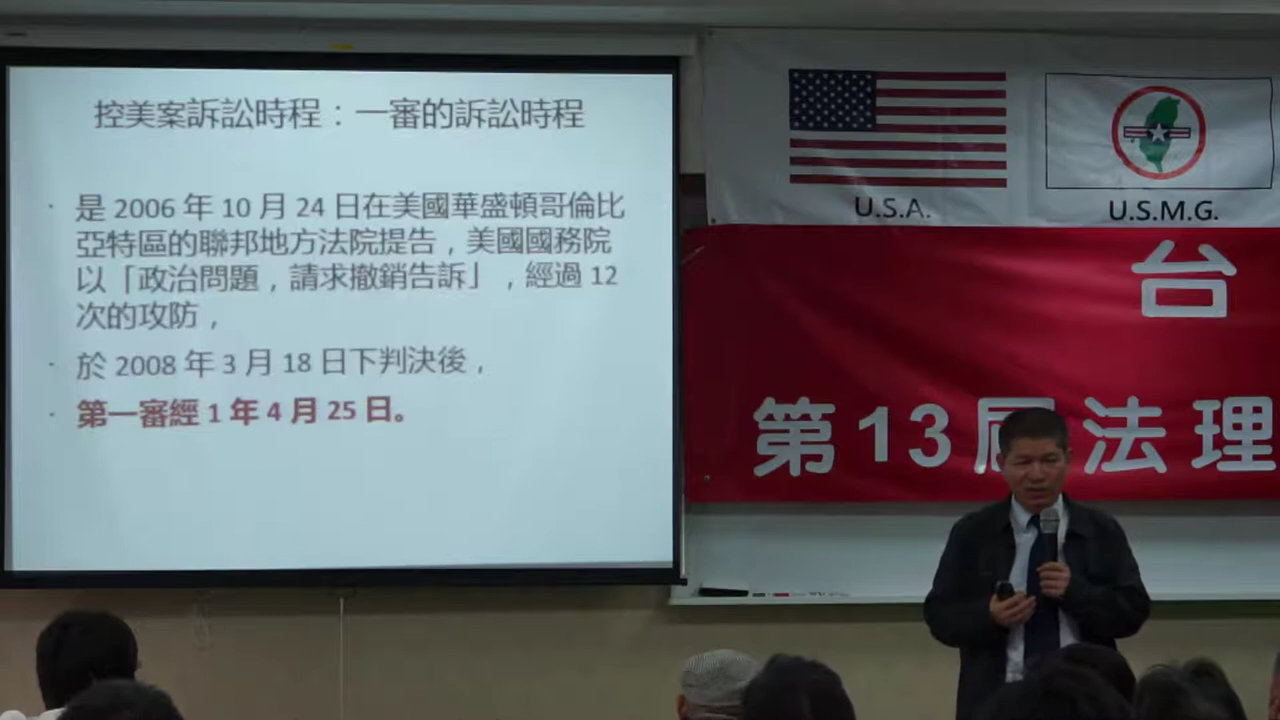 控美案訴訟時程：一審的訴訟時程
· 是 2006 年 10 月 24 日在美國華盛頓哥倫比
亞特區的聯邦地方法院提告，美國國務院
以「政治問題，請求撤銷告訴」，經過 12
次的攻防，
· 於 2008 年 3 月 18 日下判決後，
· 第一審經 1 年 4 月 25 日。
U.S.A.
U.S.M.G.
台
第13屆法理